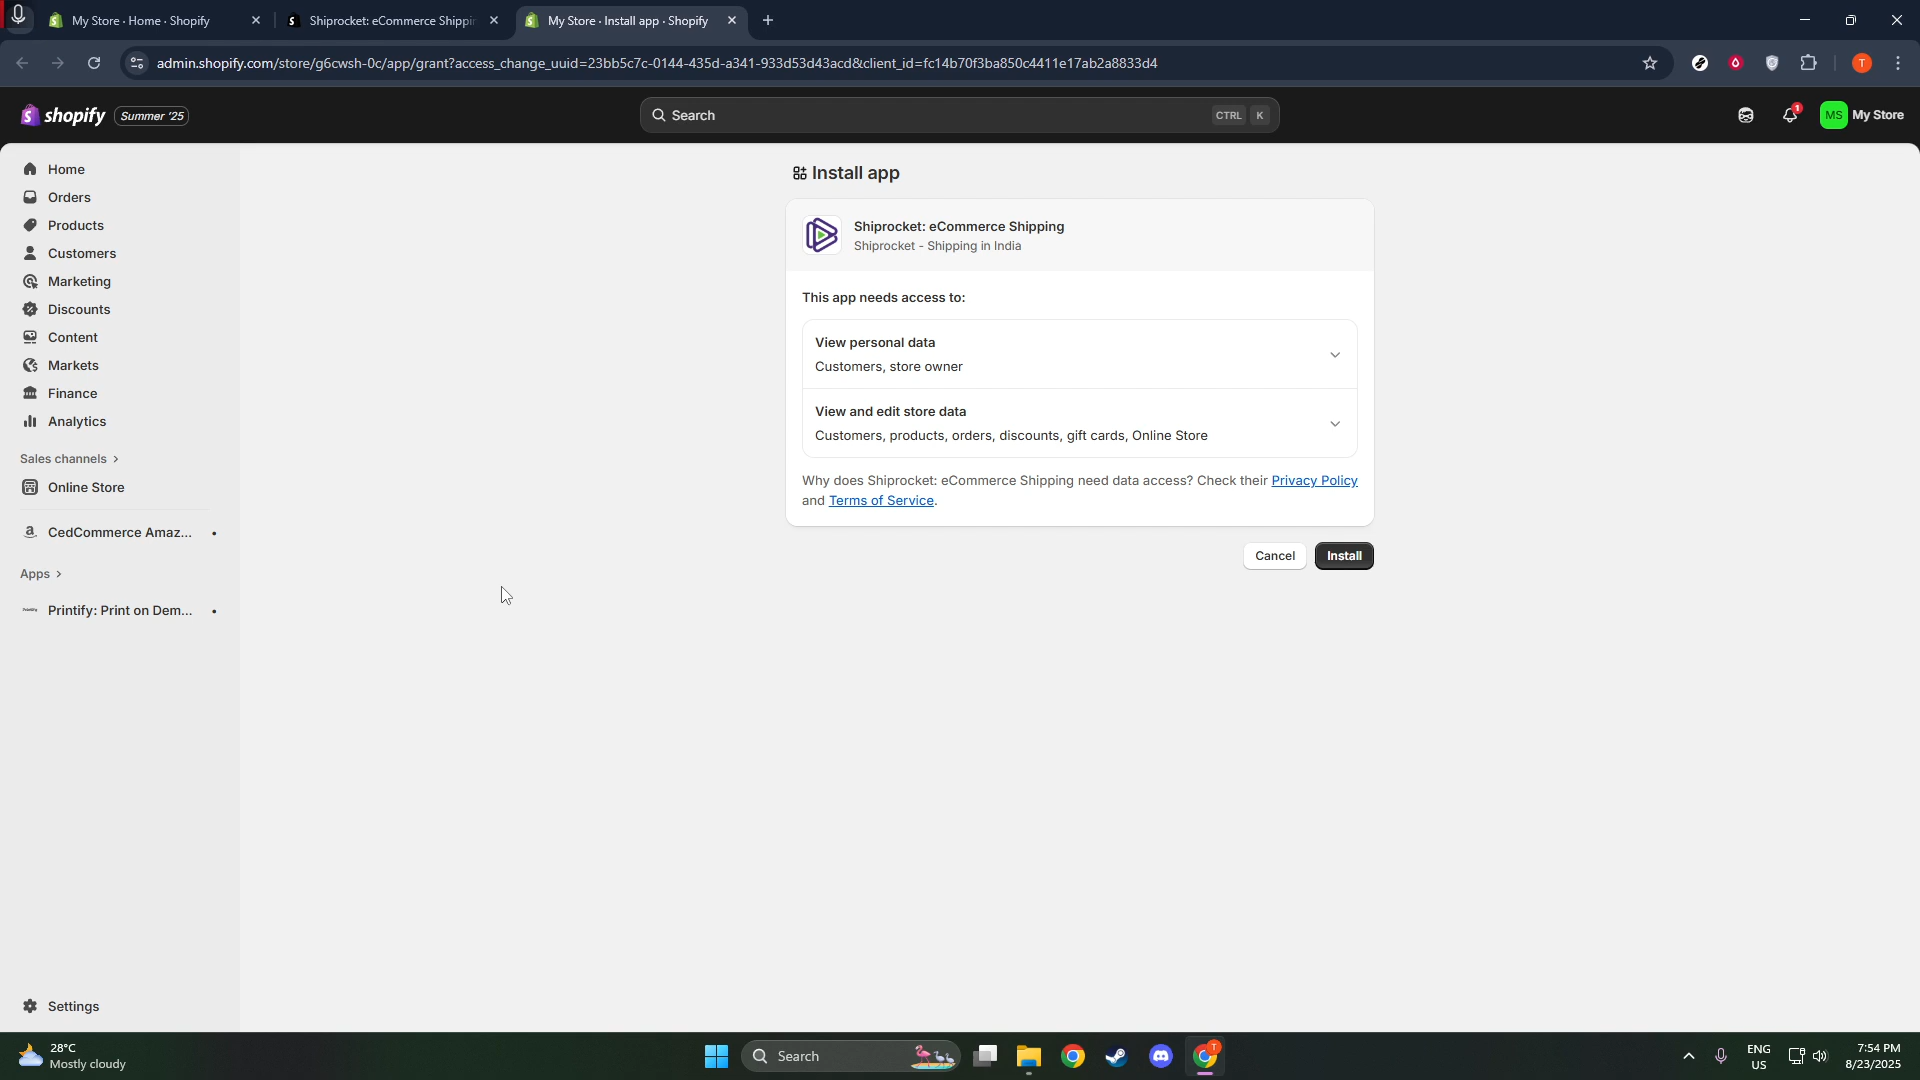 My Store · Home · Shopify
Shiprocket: eCommerce Shippin
My Store · Install app · Shopify
admin.shopify.com/store/g6cwsh-0c/app/grant?access_change_uuid=23bb5c7c-0144-435d-a341-933d53d43acd&client_id=fc14b70f3ba850c4411e17ab2a8833d4
T
shopify
Summer '25
Search
CTRL K
1
MS
My Store
Home
Orders
Products
Customers
Marketing
Discounts
Content
Markets
Finance
Analytics
Sales channels
Online Store
CedCommerce Amaz...
Apps
Printify: Print on Dem...
Settings
Install app
Shiprocket: eCommerce Shipping
Shiprocket - Shipping in India
This app needs access to:
View personal data
Customers, store owner
View and edit store data
Customers, products, orders, discounts, gift cards, Online Store
Why does Shiprocket: eCommerce Shipping need data access? Check their Privacy Policy
and Terms of Service.
Cancel
Install
28°C
Mostly cloudy
Search
T
ENG
US
7:54 PM
8/23/2025